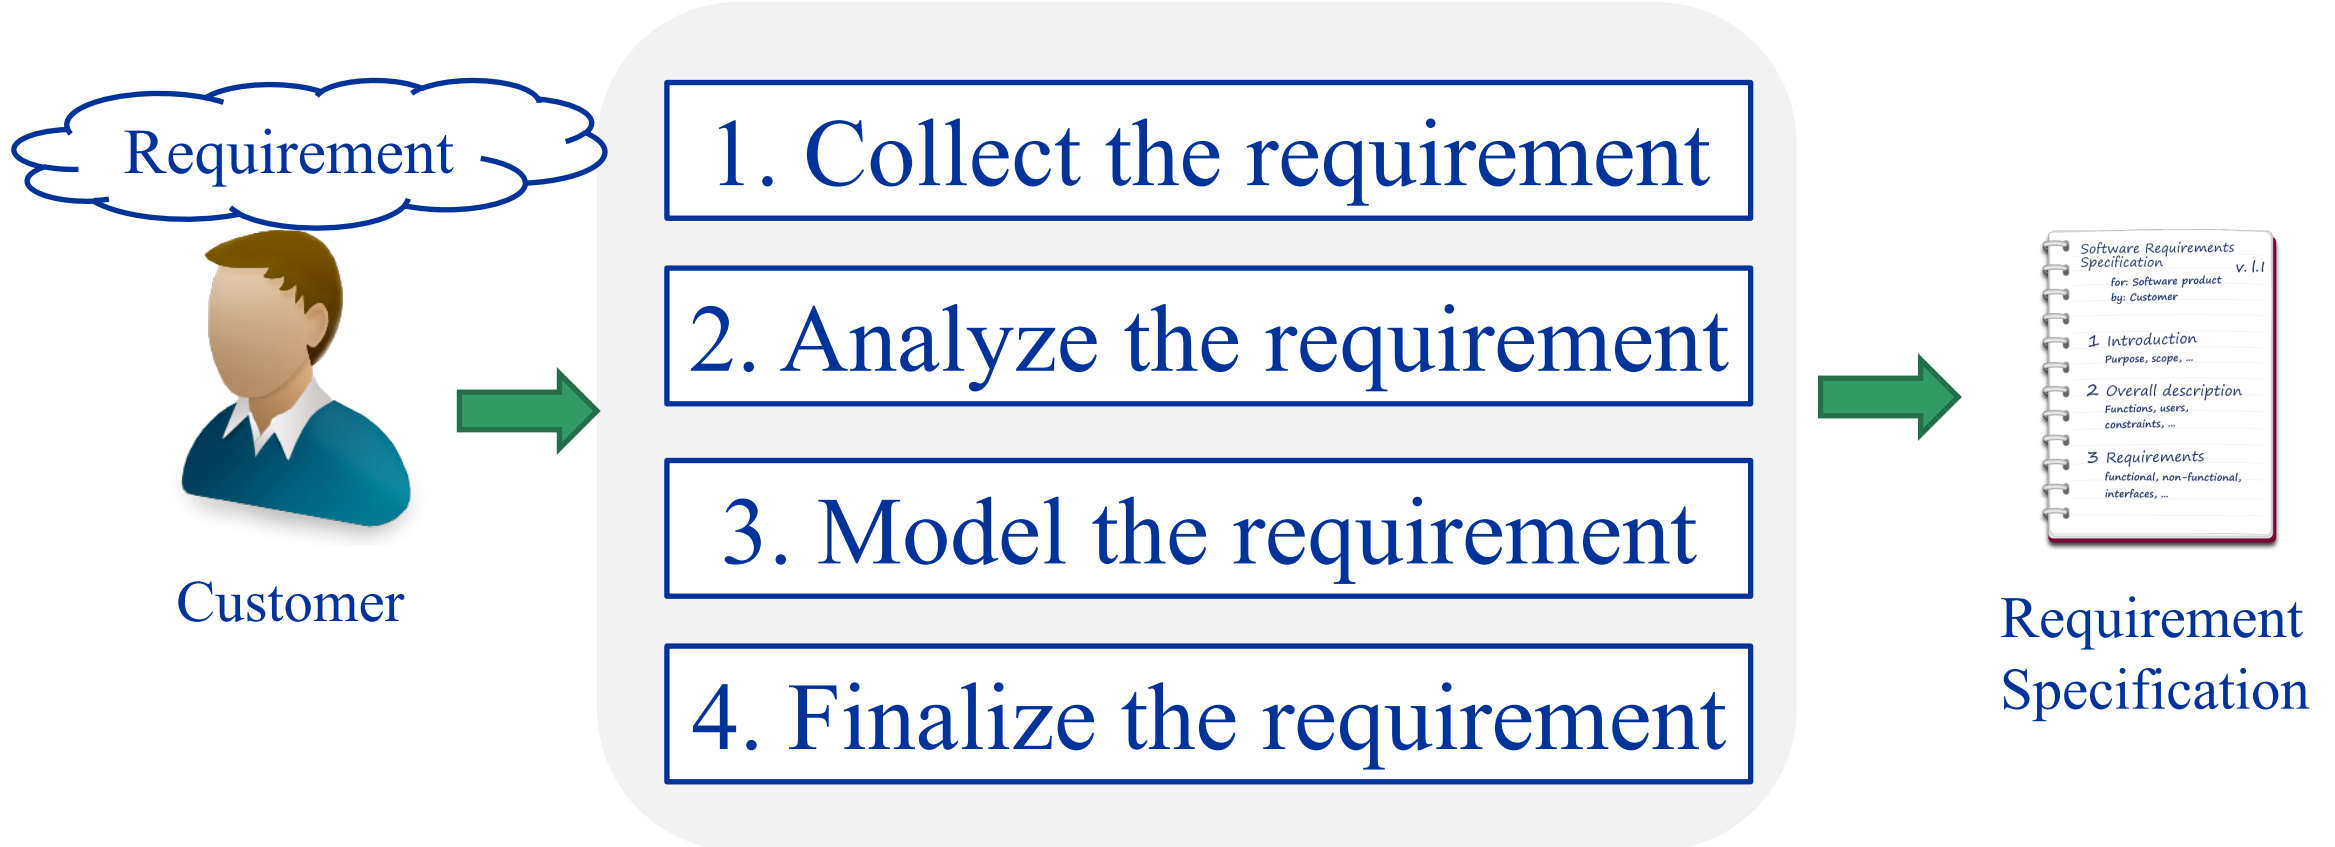 Requirement
Customer
1. Collect the requirement
2. Analyze the requirement
3. Model the requirement
4. Finalize the requirement
Software Requirements
Specification
v. 1.1
for: Software product
by: Customer
1 Introduction
Purpose, scope, ...
2 Overall description
Functions, users,
constraints, ...
3 Requirements
functional, non-functional,
interfaces, ...
Requirement
Specification